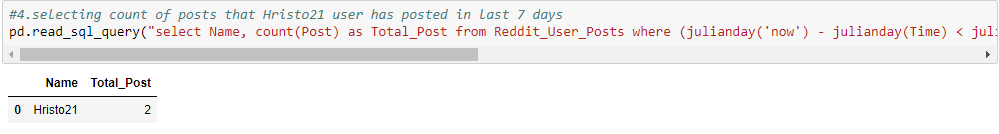 #4.selecting count of posts that Hristo21 user has posted in last 7 days
pd.read_sql_query("select Name, count(Post) as Total_Post from Reddit_User_Posts where (julianday('now') - julianday(Time) < juli
Name Total_Post
0 Hristo21 2